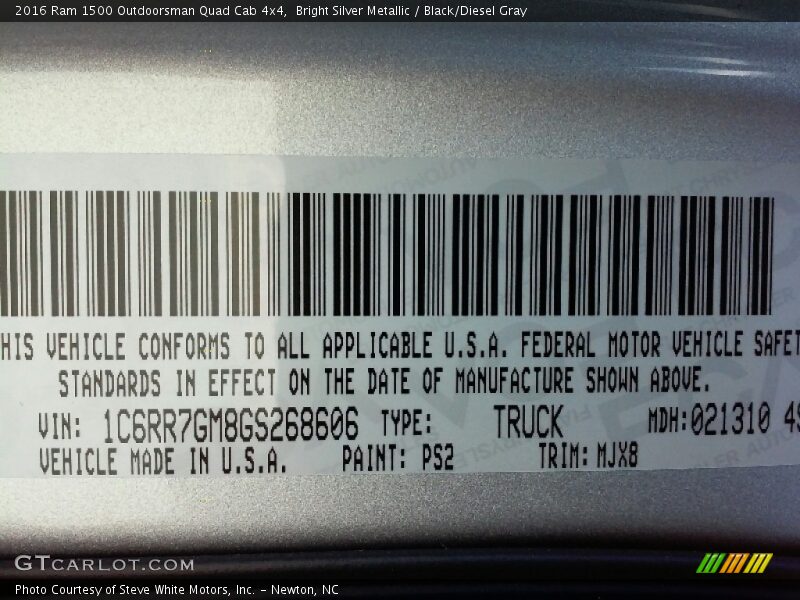 2016 Ram 1500 Outdoorsman Quad Cab 4x4,  Bright Silver Metallic / Black/Diesel Gray
HIS VEHICLE CONFORMS TO ALL APPLICABLE U.S.A. FEDERAL MOTOR VEHICLE SAFET
STANDARDS IN EFFECT ON THE DATE OF MANUFACTURE SHOWN ABOVE.
VIN: 1C6RR7GM8GS268606 TYPE: TRUCK MDH:021310 4S
VEHICLE MADE IN U.S.A. PAINT: PS2 TRIM: MJX8
GTCARLOT.COM
Photo Courtesy of Steve White Motors, Inc. – Newton, NC